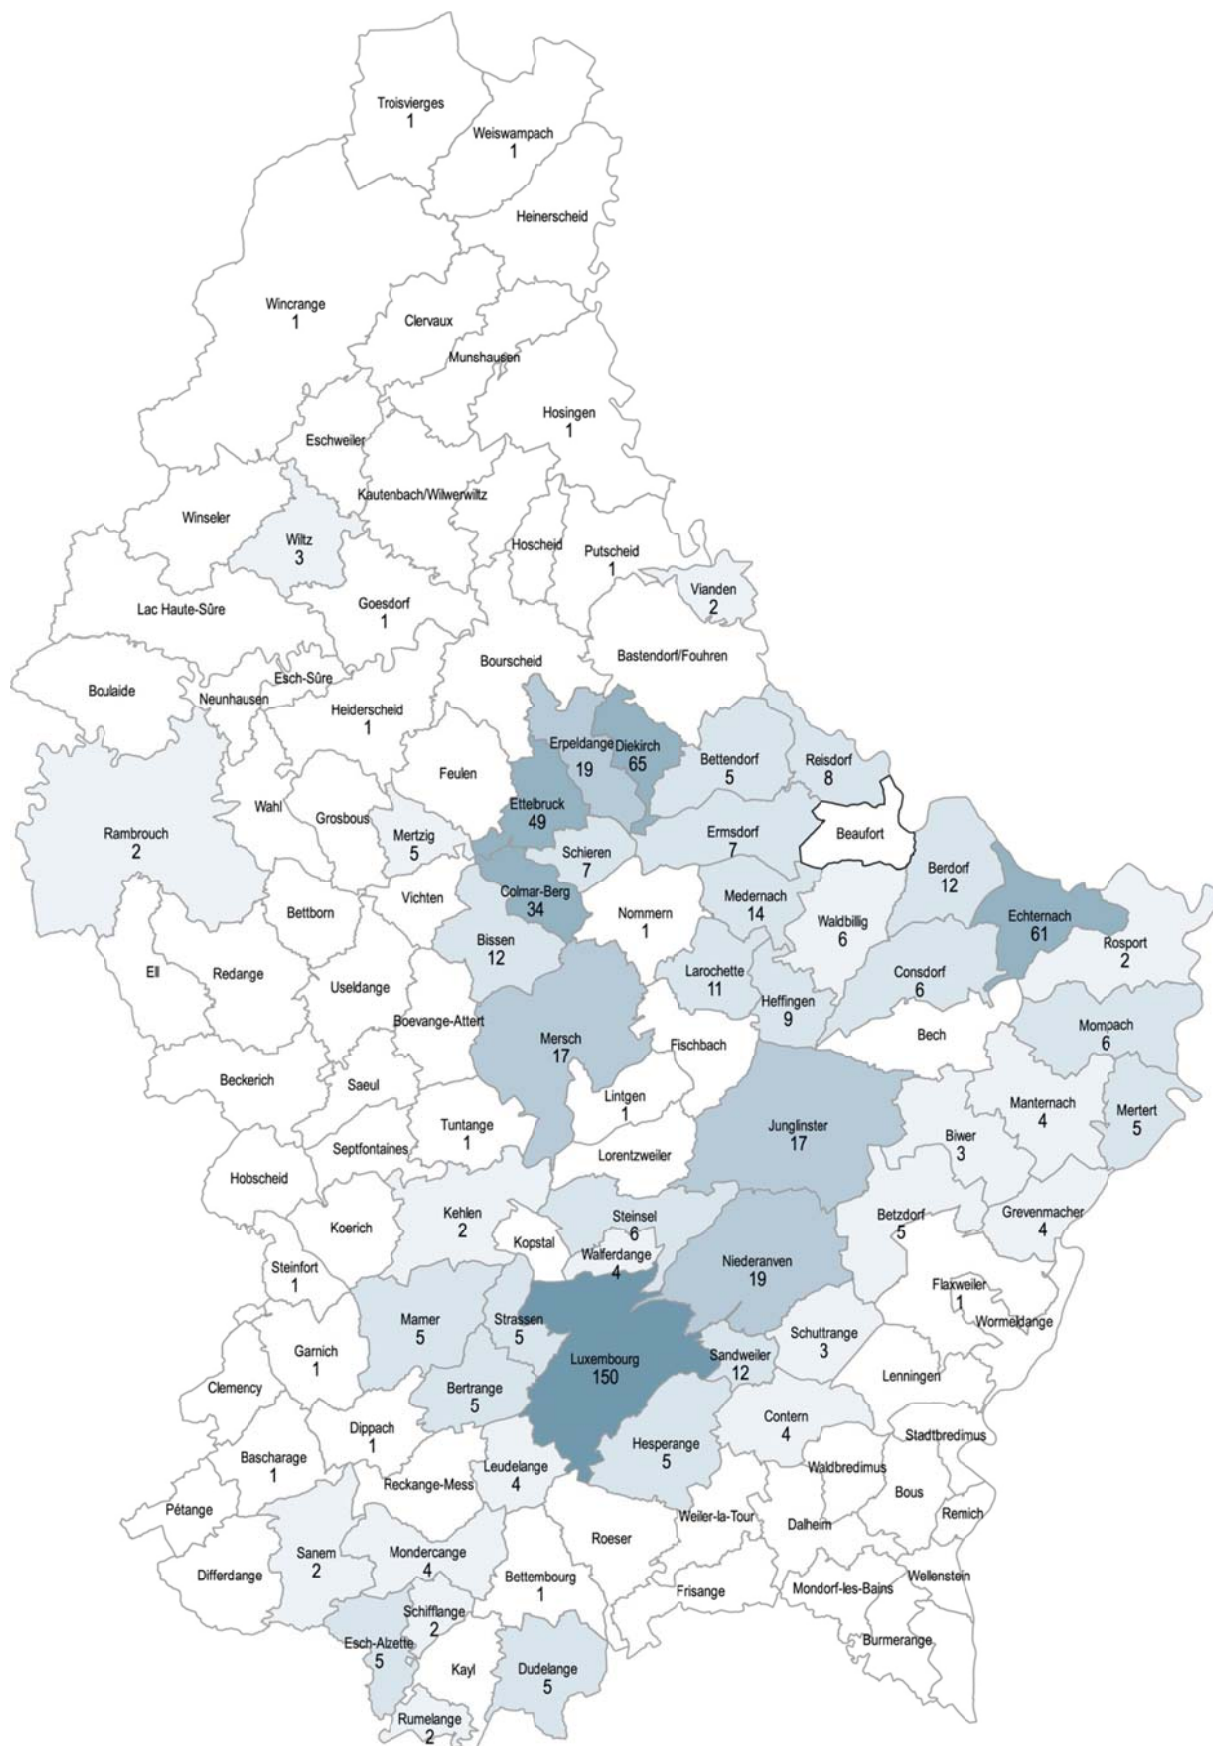 Troisvierges
1
Weiswampach
1
Heinerscheid
Wincrange
1
Clervaux
Munshausen
Hosingen
1
Eschweiler
Kautenbach/Wilwerwiltz
Winseler
Wiltz
3
Hoscheid
Putscheid
1
Vianden
2
Lac Haute-Sûre
Goesdorf
1
Bourscheid
Bastendorf/Fouhren
Boulaide
Neunhausen
Esch-Sûre
Heiderscheid
1
Feulen
Erpeldange
19
Diekirch
65
Bettendorf
5
Reisdorf
8
Ettebruck
49
Rambrouch
2
Wahl
Grosbous
Mertzig
5
Schieren
7
Ermsdorf
7
Beaufort
Berdorf
12
Vichten
Colmar-Berg
34
Medernach
14
Waldbillig
6
Echternach
61
Bettborn
Nommern
1
Rosport
2
Bissen
12
Ell
Redange
Useldange
Larochette
11
Heffingen
9
Consdorf
6
Boevange-Attert
Mersch
17
Fischbach
Bech
Mompach
6
Beckerich
Saeul
Lintgen
1
Manternach
4
Mertert
5
Tuntange
1
Junglinster
17
Biwer
3
Septfontaines
Lorentzweiler
Hobscheid
Koerich
Kehlen
2
Kopstal
Steinsel
6
Betzdorf
5
Grevenmacher
4
Walferdange
4
Niederanven
19
Steinfort
1
Flaxweiler
1
Wormeldange
Mamer
5
Strassen
5
Schuttrange
3
Garnich
1
Luxembourg
150
Sandweiler
12
Lenningen
Clemency
Bertrange
5
Contern
4
Dippach
1
Hesperange
5
Stadtbredimus
Bascharage
1
Leudelange
4
Waldbredimus
Reckange-Mess
Bous
Pétange
Weiler-la-Tour
Dalheim
Remich
Roeser
Sanem
2
Mondercange
4
Differdange
Bettembourg
1
Frisange
Mondorf-les-Bains
Wellenstein
Schifflange
2
Esch-Alzette
5
Kayl
Dudelange
5
Burmerange
Rumelange
2